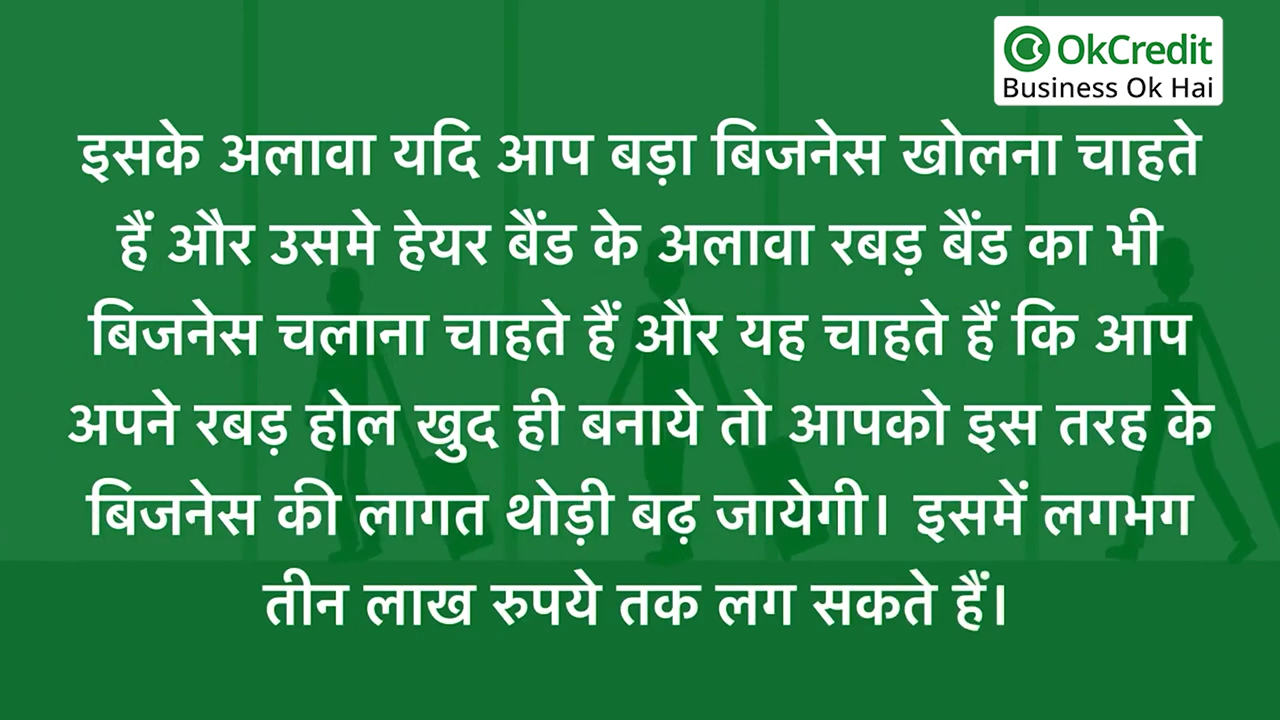 OkCredit
Business Ok Hai
इसके अलावा यदि आप बड़ा बिजनेस खोलना चाहते
हैं और उसमे हेयर बैंड के अलावा रबड़ बैंड का भी
बिजनेस चलाना चाहते हैं और यह चाहते हैं कि आप
अपने रबड़ होल खुद ही बनाये तो आपको इस तरह के
बिजनेस की लागत थोड़ी बढ़ जायेगी। इसमें लगभग
तीन लाख रुपये तक लग सकते हैं।